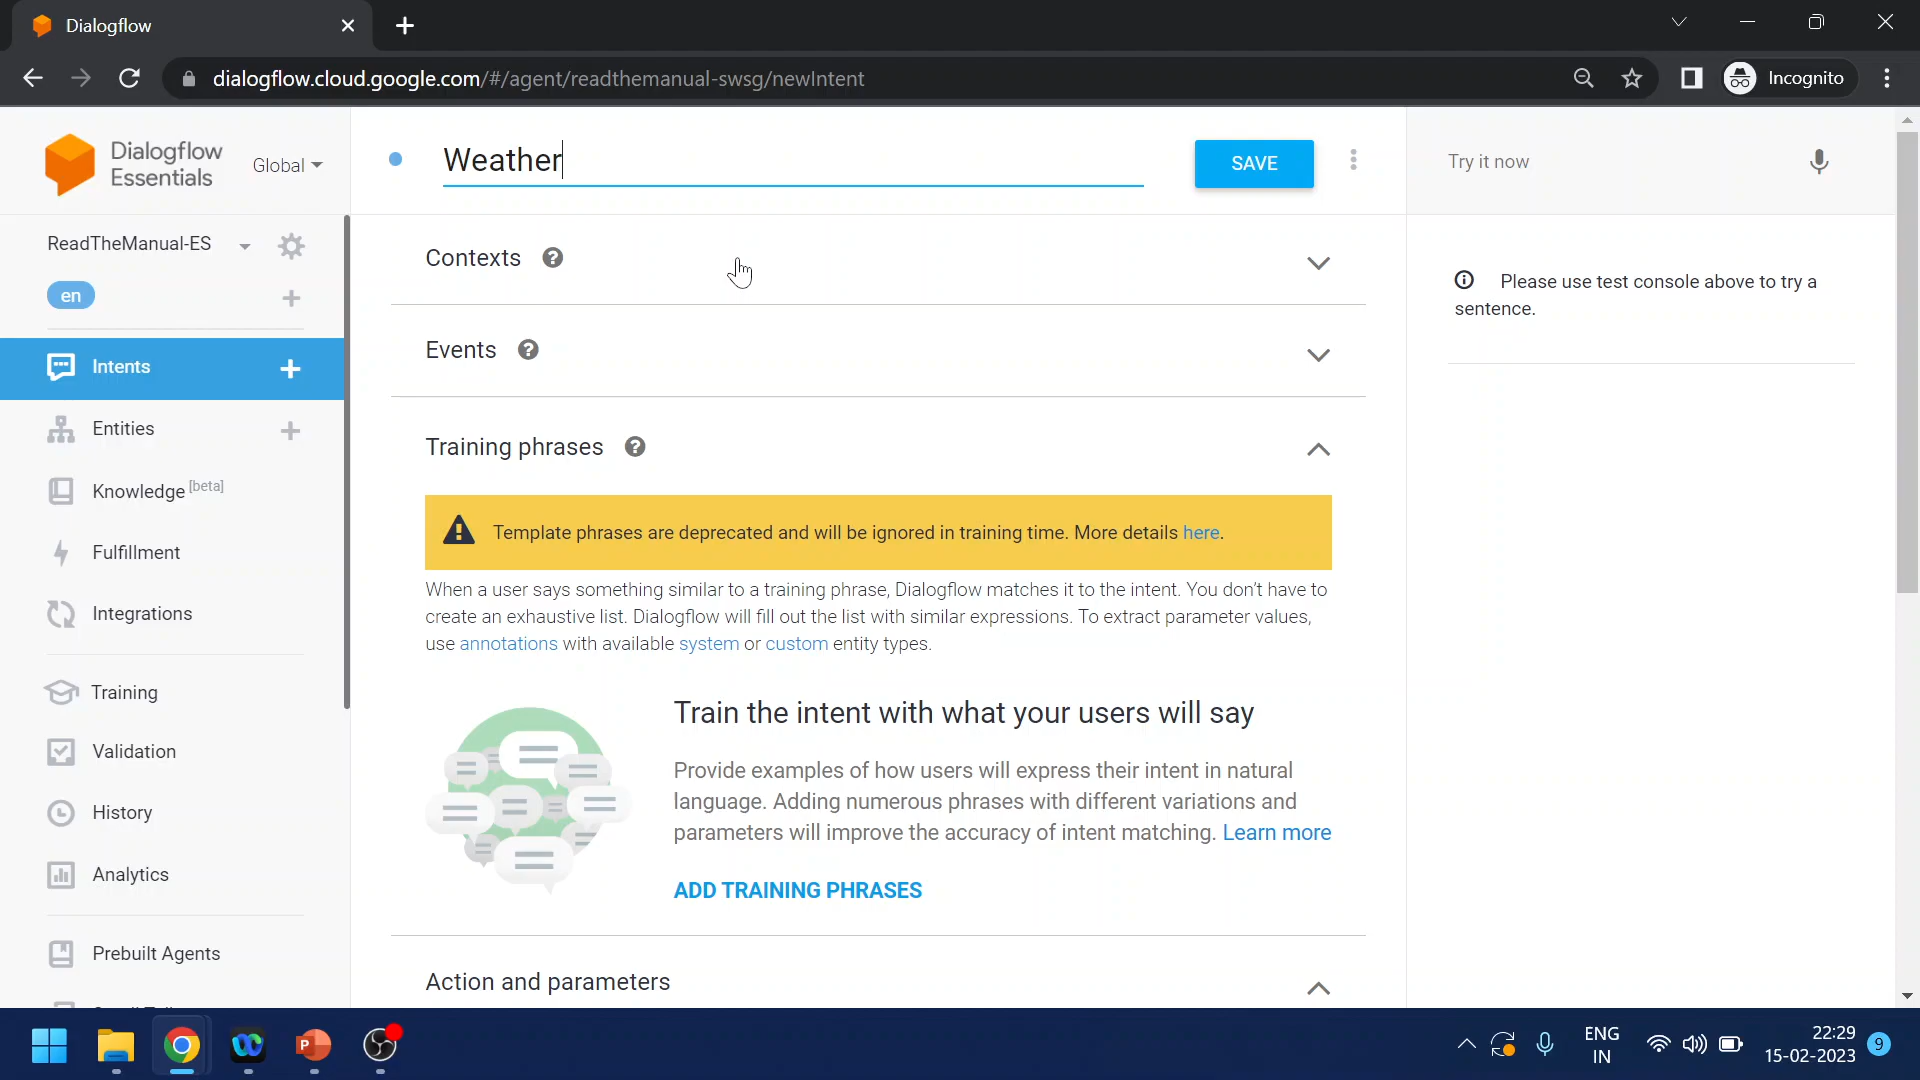 Dialogflow
dialogflow.cloud.google.com/#/agent/readthemanual-swsg/newIntent
Incognito
Dialogflow
Essentials
Global
Weather
SAVE
Try it now
ReadTheManual-ES
en
Intents
Entities
Knowledge [beta]
Fulfillment
Integrations
Training
Validation
History
Analytics
Prebuilt Agents
Contexts
Events
Training phrases
Template phrases are deprecated and will be ignored in training time. More details here.
When a user says something similar to a training phrase, Dialogflow matches it to the intent. You don't have to
create an exhaustive list. Dialogflow will fill out the list with similar expressions. To extract parameter values,
use annotations with available system or custom entity types.
Train the intent with what your users will say
Provide examples of how users will express their intent in natural
language. Adding numerous phrases with different variations and
parameters will improve the accuracy of intent matching. Learn more
ADD TRAINING PHRASES
Action and parameters
Please use test console above to try a
sentence.
ENG
IN
22:29
15-02-2023
9